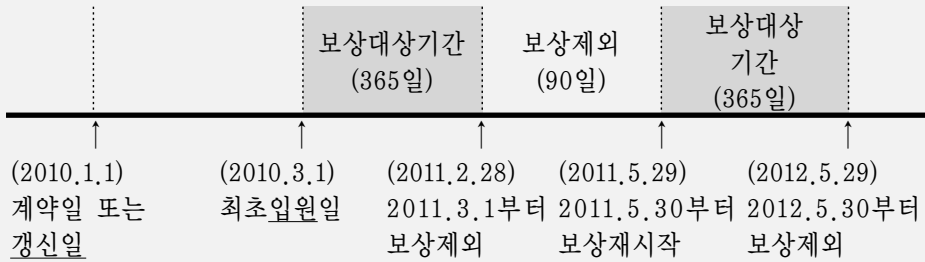 보상대상기간
(365일)
보상제외
(90일)
보상대상
기간
(365일)
(2010.1.1)
계약일 또는
갱신일
(2010.3.1)
최초입원일
(2011.2.28)
2011.3.1부터
보상제외
(2011.5.29)
2011.5.30부터
보상재시작
(2012.5.29)
2012.5.30부터
보상제외